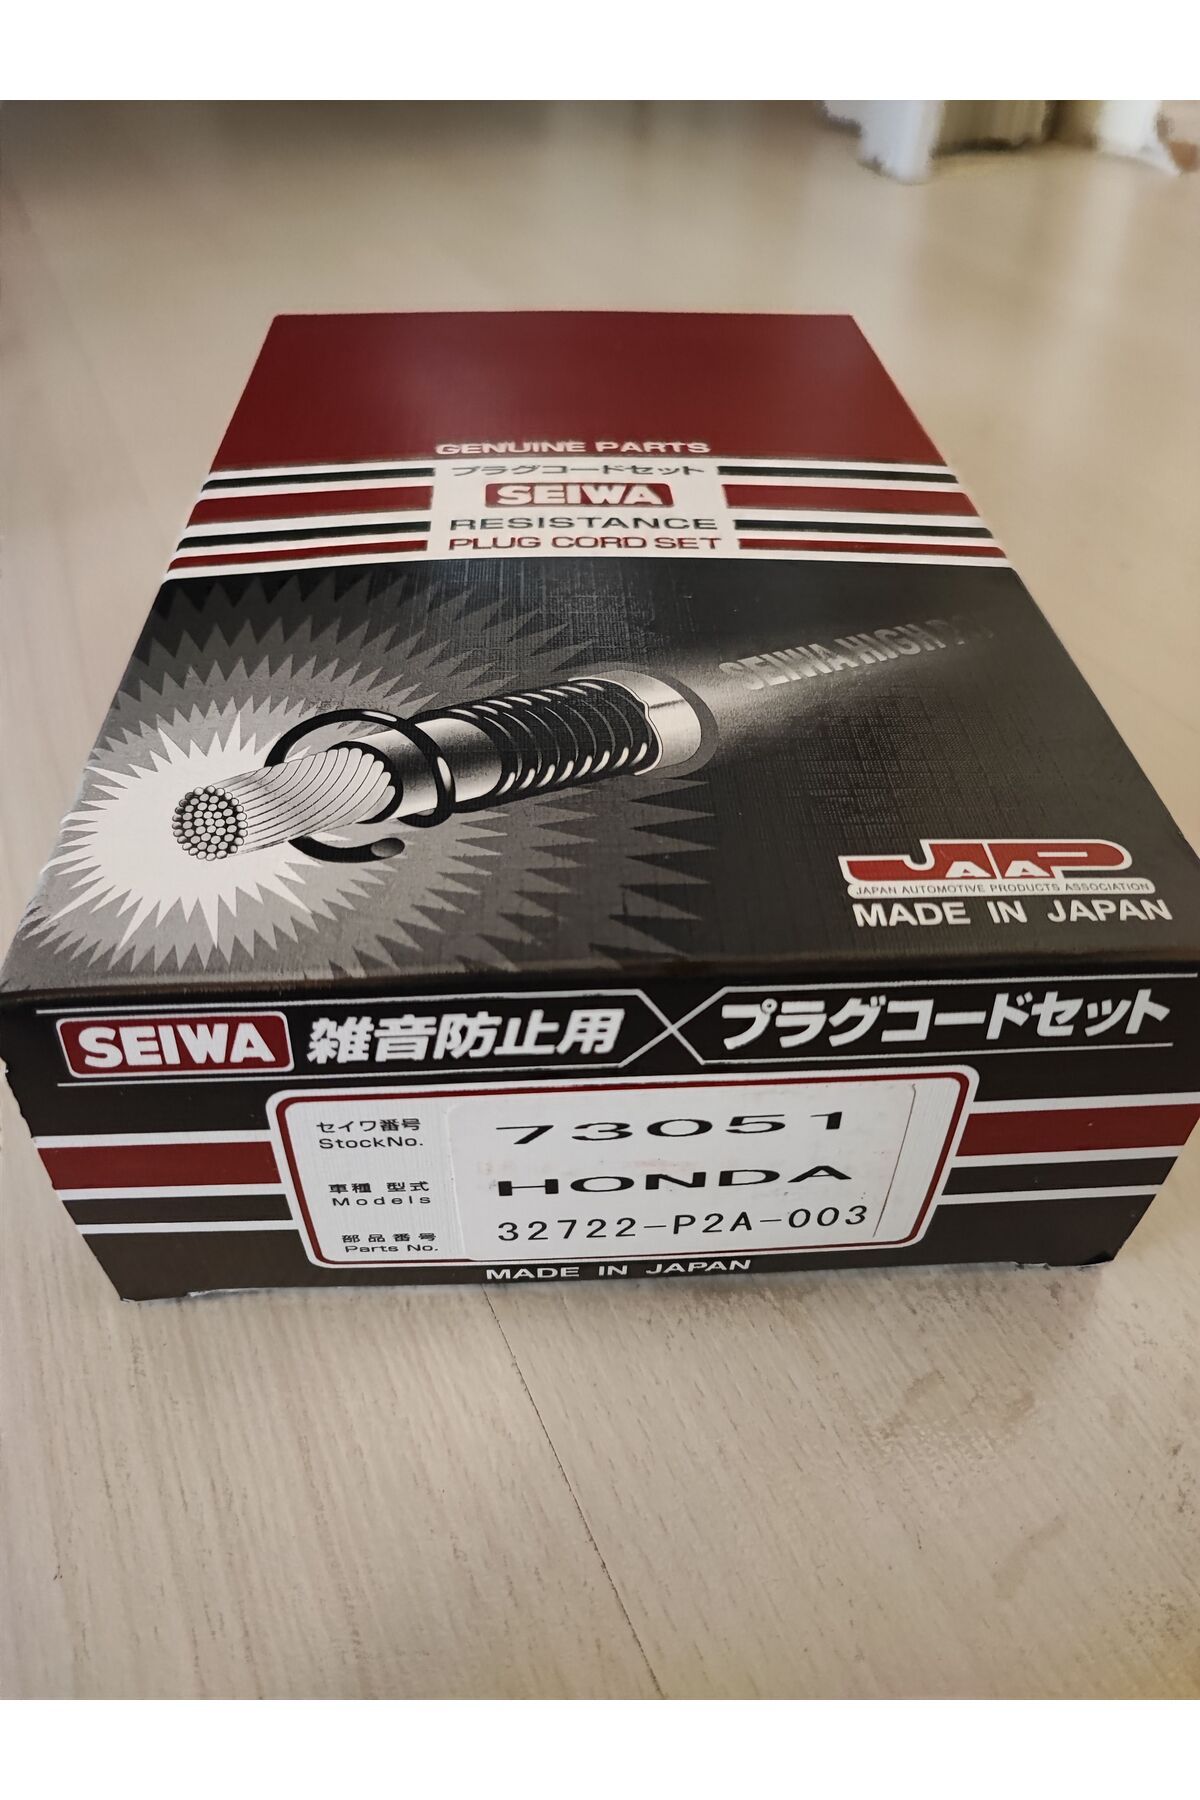 GENUINE PARTS
プラグコードセット
SEIWA
RESISTANCE
PLUG CORD SET
SEIWA HIGH
JAAP
JAPAN AUTOMOTIVE PRODUCTS ASSOCIATION
MADE IN JAPAN
SEIWA 雑音防止用 プラグコードセット
セイワ番号 73051
StockNo.
車種 型式 HONDA
Models
部品番号 32722-P2A-003
Parts No.
MADE IN JAPAN